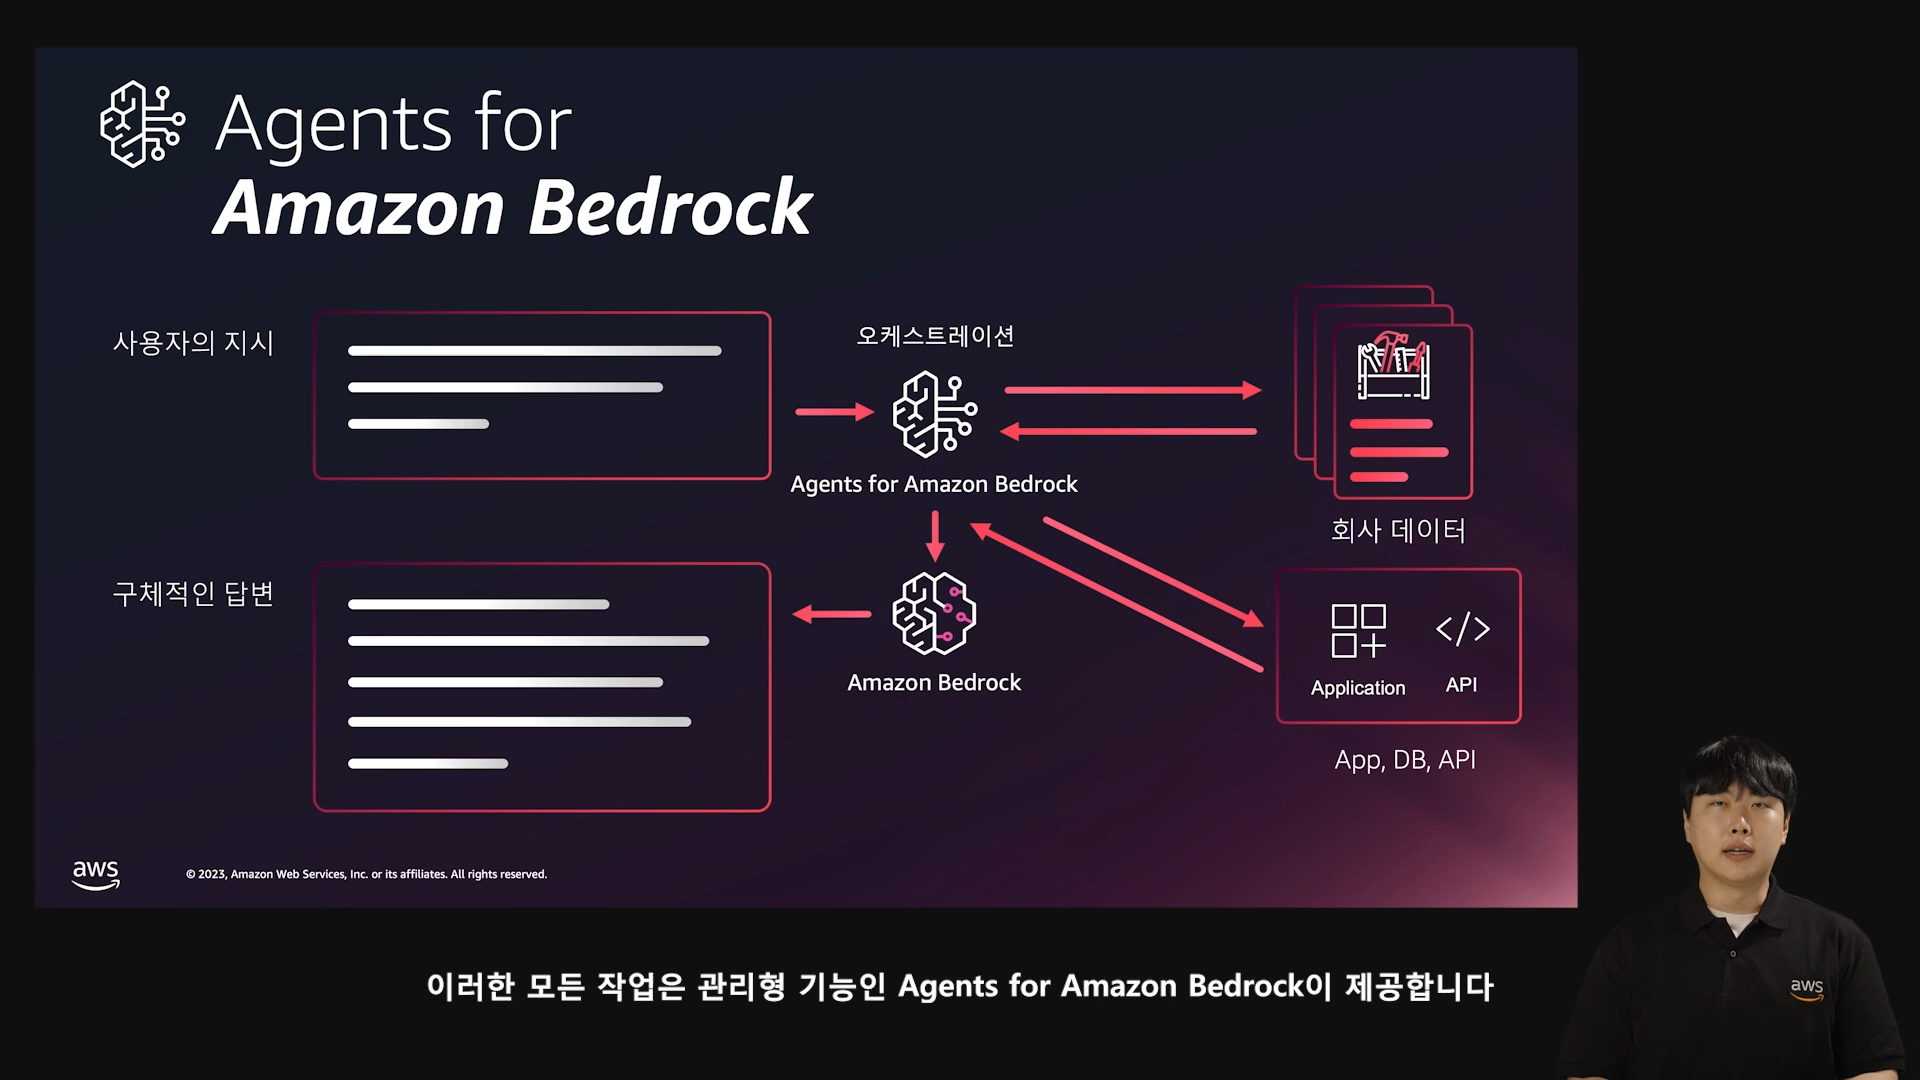 Agents for
Amazon Bedrock
사용자의 지시
오케스트레이션
Agents for Amazon Bedrock
회사 데이터
구체적인 답변
Amazon Bedrock
Application
API
App, DB, API
aws
© 2023, Amazon Web Services, Inc. or its affiliates. All rights reserved.
aws
이러한 모든 작업은 관리형 기능인 Agents for Amazon Bedrock이 제공합니다